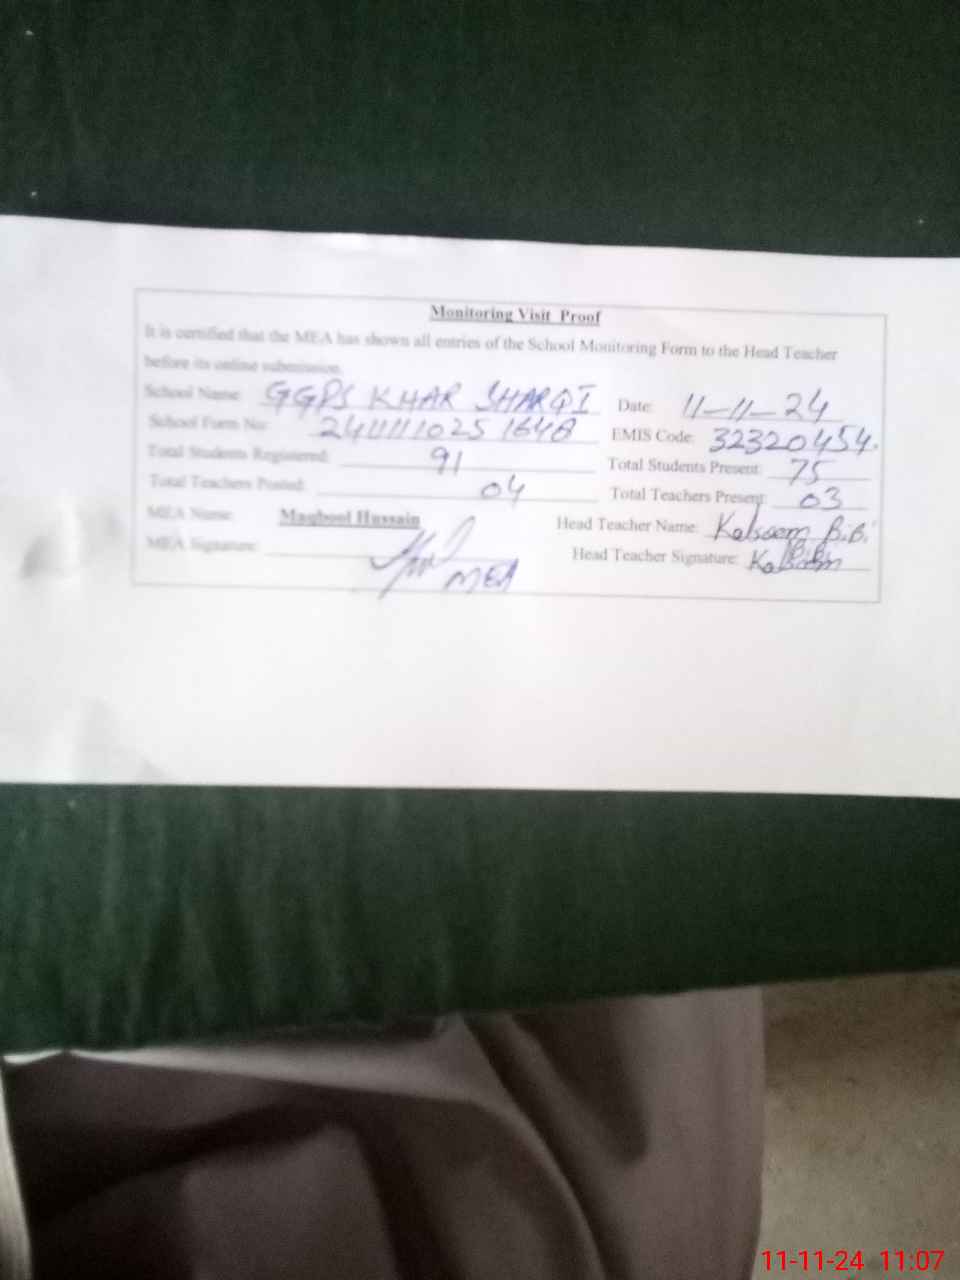 Monitoring Visit Proof
It is certified that the MEA has shown all entries of the School Monitoring Form to the Head Teacher
before its online submission.
School Name: GGPS KHAR SHARQI Date: 11-11-24
School Form No: 2411111025 1648 EMIS Code: 32320454.
Total Students Registered: 91 Total Students Present: 75
Total Teachers Posted: 04 Total Teachers Present: 03
MEA Name: Maqbool Hussain Head Teacher Name: Kalsoom B.B.
MEA Signature: MEA Head Teacher Signature:
11-11-24 11:07